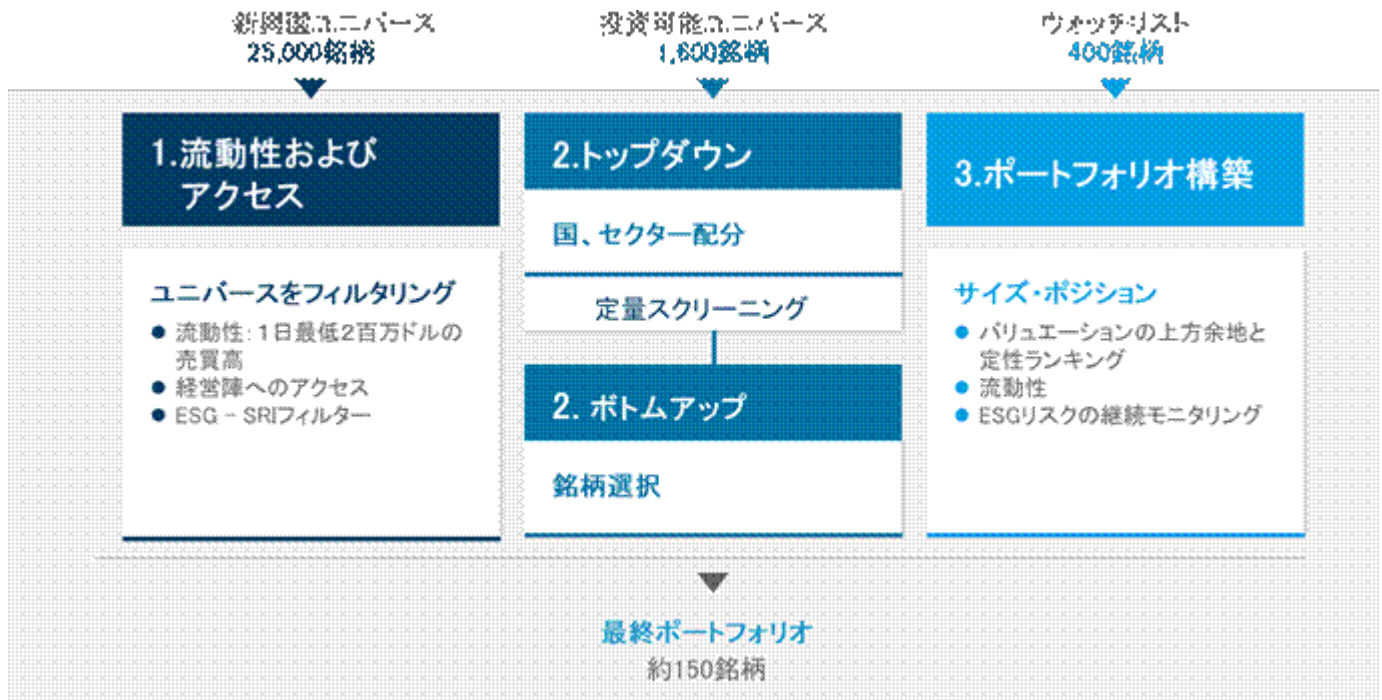 新興国ユニバース
25,000銘柄
投資可能ユニバース
1,600銘柄
ウォッチリスト
400銘柄
1.流動性および
アクセス
ユニバースをフィルタリング
● 流動性: 1日最低2百万ドルの
売買高
● 経営陣へのアクセス
● ESG – SRIフィルター
2.トップダウン
国、セクター配分
定量スクリーニング
2. ボトムアップ
銘柄選択
3.ポートフォリオ構築
サイズ・ポジション
● バリュエーションの上方余地と
定性ランキング
● 流動性
● ESGリスクの継続モニタリング
最終ポートフォリオ
約150銘柄